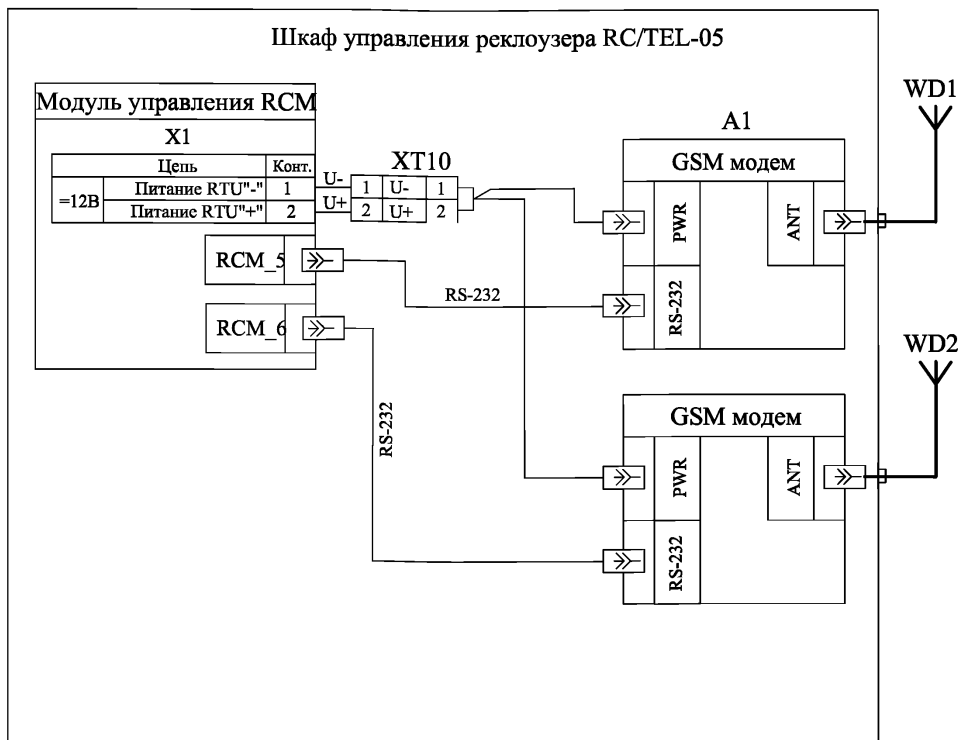 Шкаф управления реклоузера RC/TEL-05
Модуль управления RCM
X1
Цепь Конт.
=12В
Питание RTU"-" 1
Питание RTU"+" 2
U-
U+
XT10
1 U- 1
2 U+ 2
RCM_5
RCM_6
RS-232
RS-232
A1
GSM модем
PWR
ANT
RS-232
WD1
GSM модем
PWR
ANT
RS-232
WD2